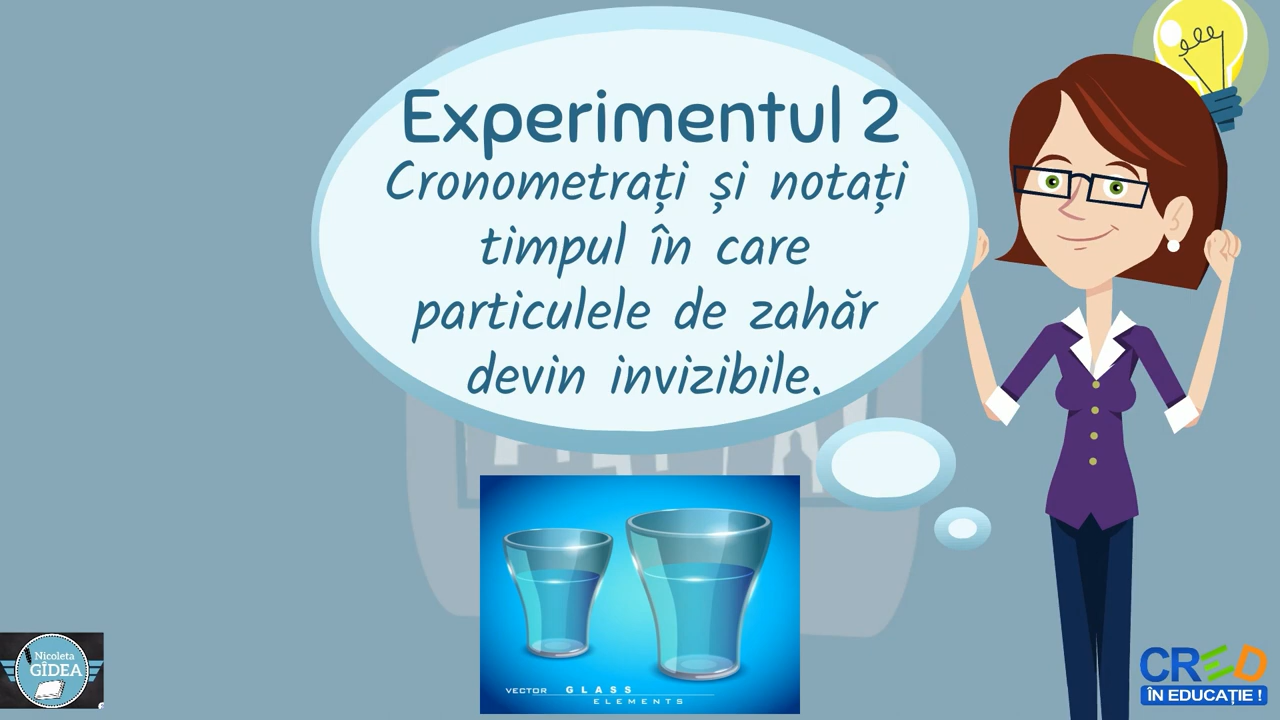 Experimentul 2
Cronometrați și notați
timpul în care
particulele de zahăr
devin invizibile.
VECTOR GLASS
ELEMENTS
Nicoleta
GÎDEA
CRED
ÎN EDUCAȚIE !